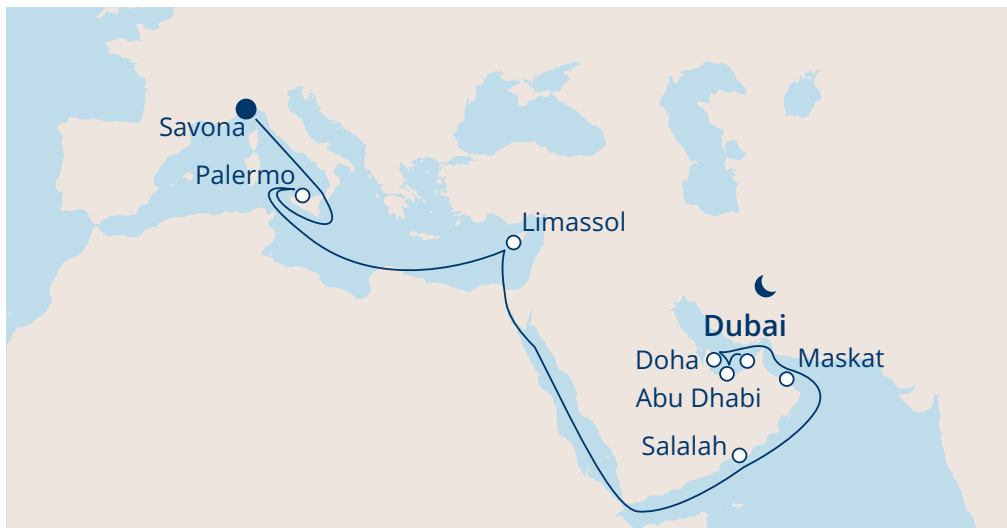 Savona
Palermo
Limassol
Dubai
Doha
Maskat
Abu Dhabi
Salalah